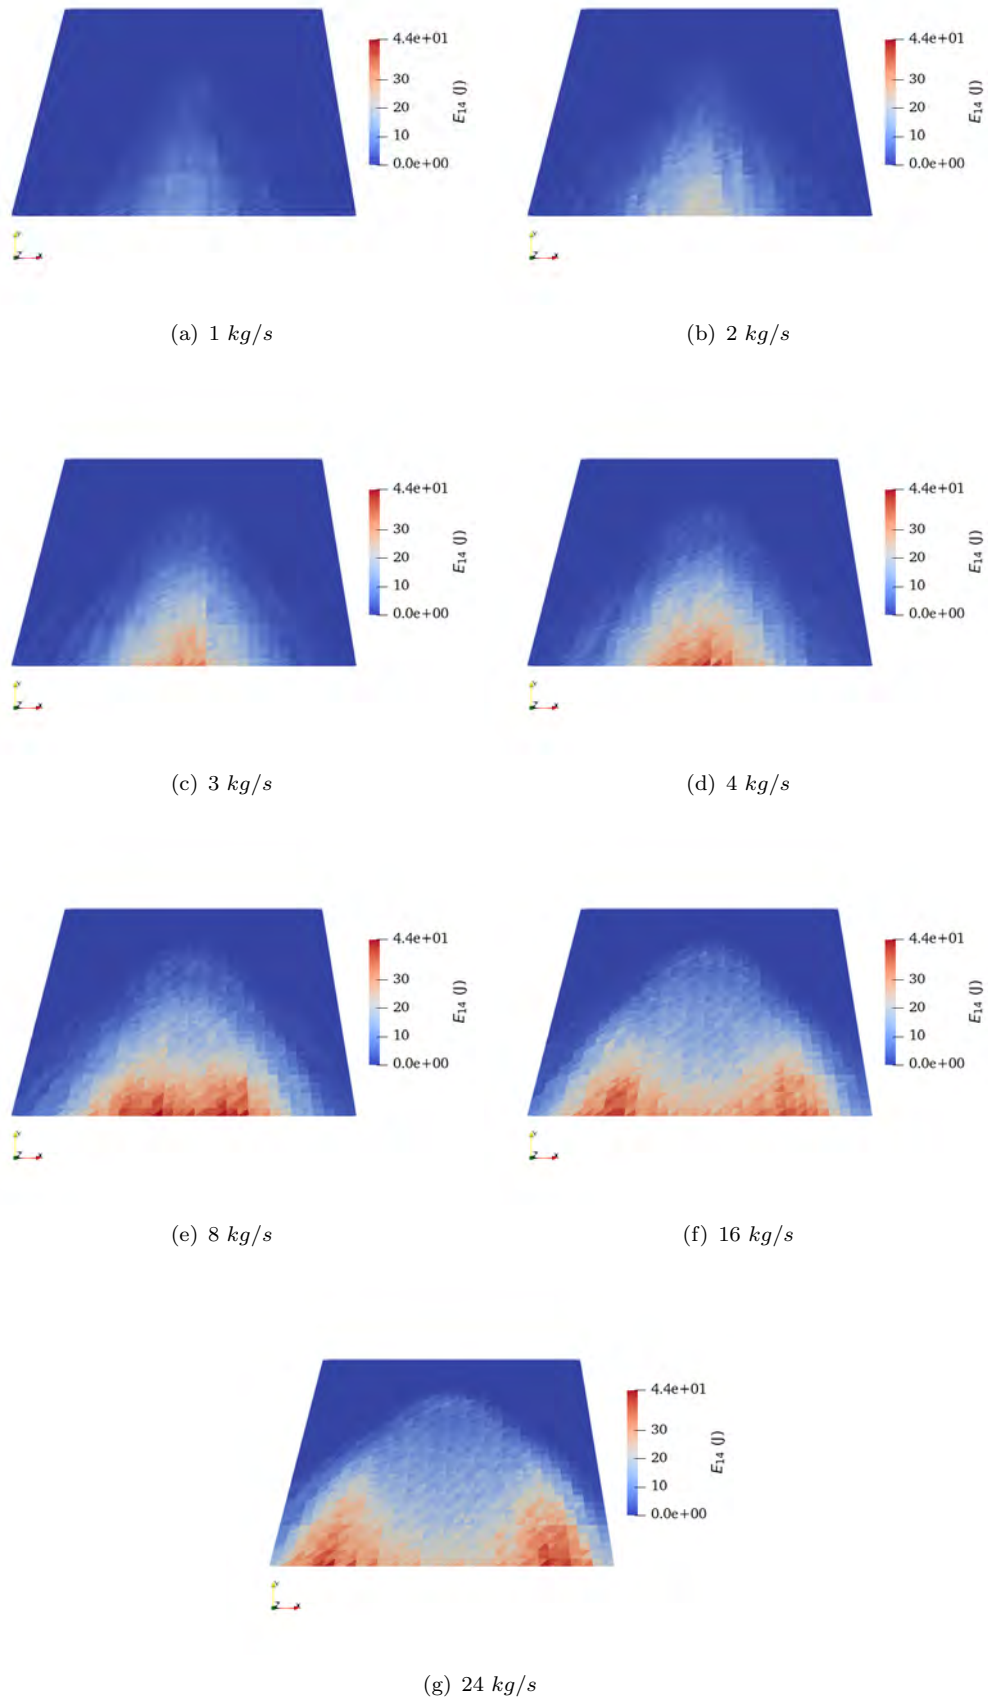 4.4e+01
30
20
10
0.0e+00
E14 (J)
4.4e+01
30
20
10
0.0e+00
E14 (J)
Y
Z X
Y
Z X
(a) 1 kg/s
(b) 2 kg/s
4.4e+01
30
20
10
0.0e+00
E14 (J)
4.4e+01
30
20
10
0.0e+00
E14 (J)
Y
Z X
Y
Z X
(c) 3 kg/s
(d) 4 kg/s
4.4e+01
30
20
10
0.0e+00
E14 (J)
4.4e+01
30
20
10
0.0e+00
E14 (J)
Y
Z X
Y
Z X
(e) 8 kg/s
(f) 16 kg/s
4.4e+01
30
20
10
0.0e+00
E14 (J)
Y
Z X
(g) 24 kg/s